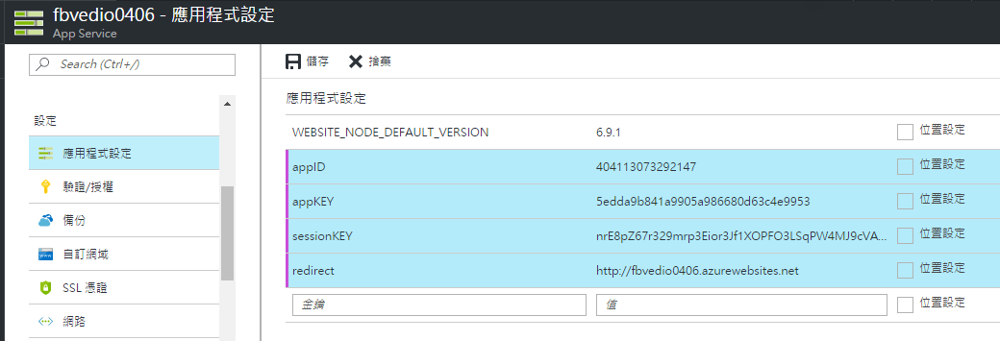 fbvedio0406 - 應用程式設定
App Service
Search (Ctrl+/)
儲存 捨棄
應用程式設定
設定
應用程式設定
驗證/授權
備份
自訂網域
SSL 憑證
網路
WEBSITE_NODE_DEFAULT_VERSION 6.9.1 位置設定
appID 404113073292147 位置設定
appKEY 5edda9b841a9905a986680d63c4e9953 位置設定
sessionKEY nrE8pZ67r329mrp3Eior3Jf1XOPFO3LSqPW4MJ9cVA... 位置設定
redirect http://fbvedio0406.azurewebsites.net 位置設定
金鑰 值 位置設定